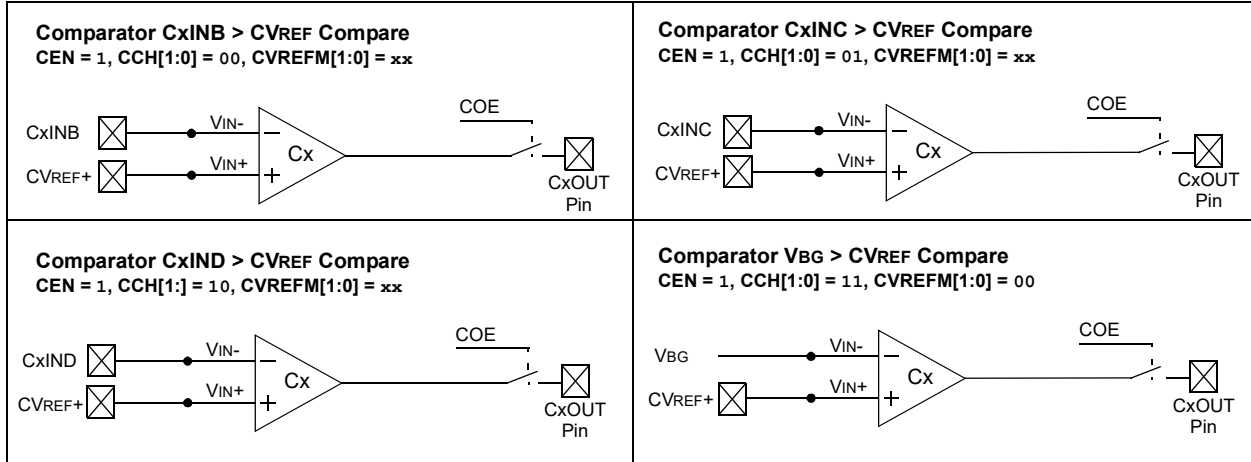 Comparator CxINB > CVREF Compare
CEN = 1, CCH[1:0] = 00, CVREFM[1:0] = xx
COE
CxINB
VIN-
-
Cx
CVREF+
VIN+
+
CxOUT
Pin
Comparator CxINC > CVREF Compare
CEN = 1, CCH[1:0] = 01, CVREFM[1:0] = xx
COE
CxINC
VIN-
-
Cx
CVREF+
VIN+
+
CxOUT
Pin
Comparator CxIND > CVREF Compare
CEN = 1, CCH[1:] = 10, CVREFM[1:0] = xx
COE
CxIND
VIN-
-
Cx
CVREF+
VIN+
+
CxOUT
Pin
Comparator VBG > CVREF Compare
CEN = 1, CCH[1:0] = 11, CVREFM[1:0] = 00
COE
VBG
VIN-
-
Cx
CVREF+
VIN+
+
CxOUT
Pin